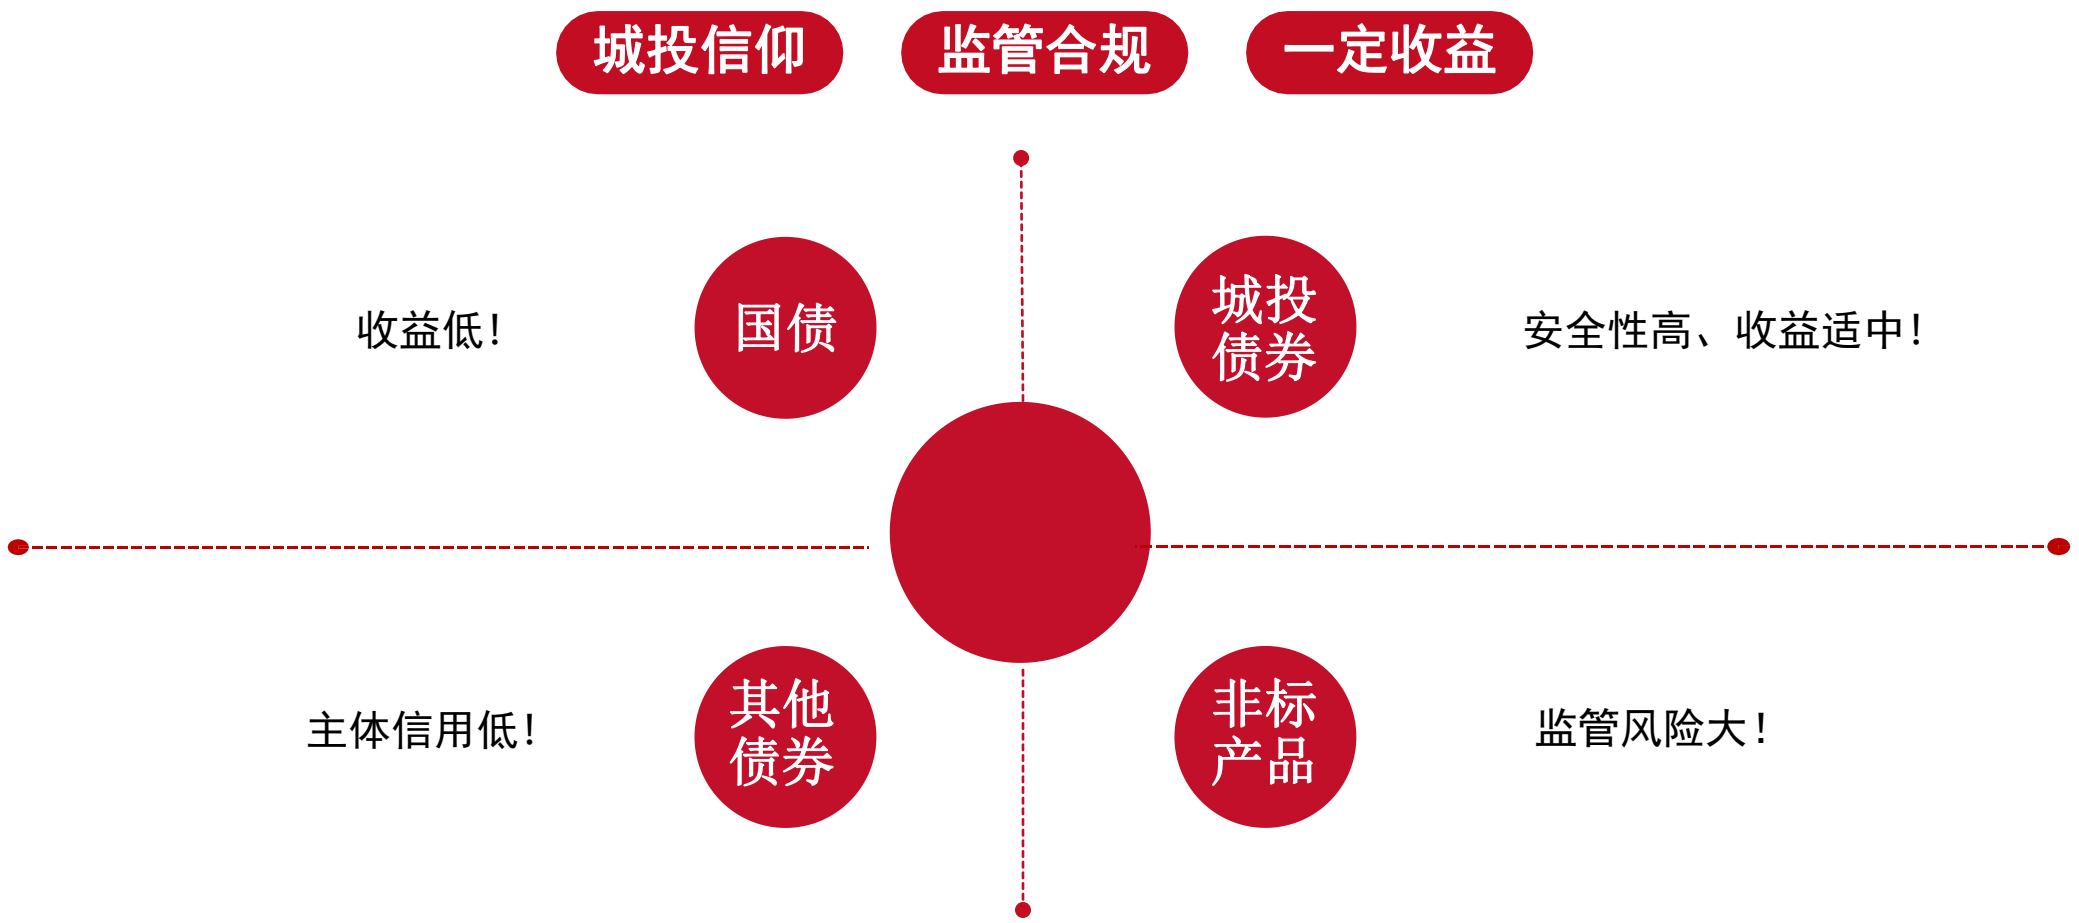 城投信仰
监管合规
一定收益
收益低！
国债
城投
债券
安全性高、收益适中！
主体信用低！
其他
债券
非标
产品
监管风险大！